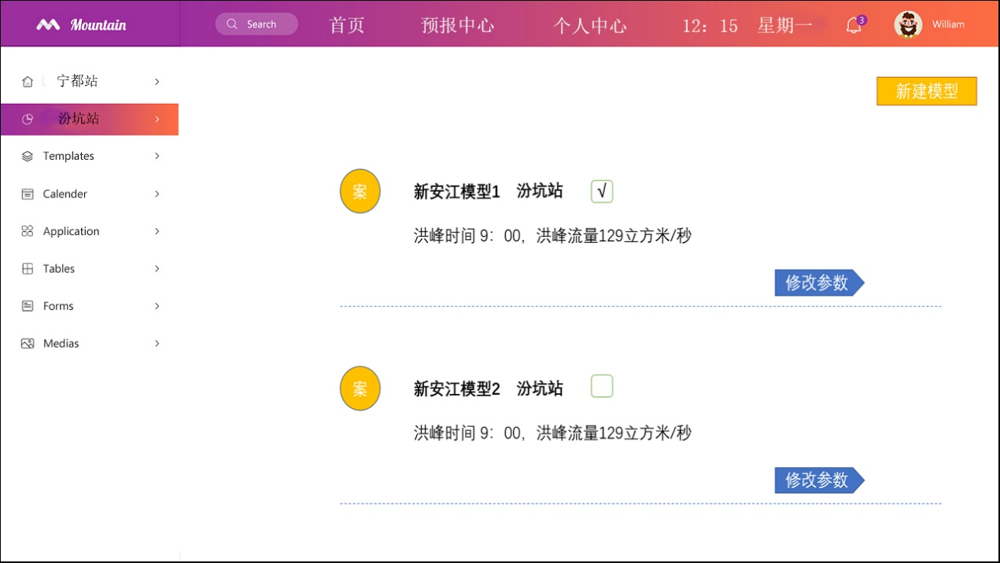 Mountain
Search
首页
预报中心
个人中心
12：15 星期一
3
William
宁都站
汾坑站
Templates
Calender
Application
Tables
Forms
Medias
新建模型
案
新安江模型1 汾坑站 √
洪峰时间 9：00，洪峰流量129立方米/秒
修改参数
案
新安江模型2 汾坑站
洪峰时间 9：00，洪峰流量129立方米/秒
修改参数